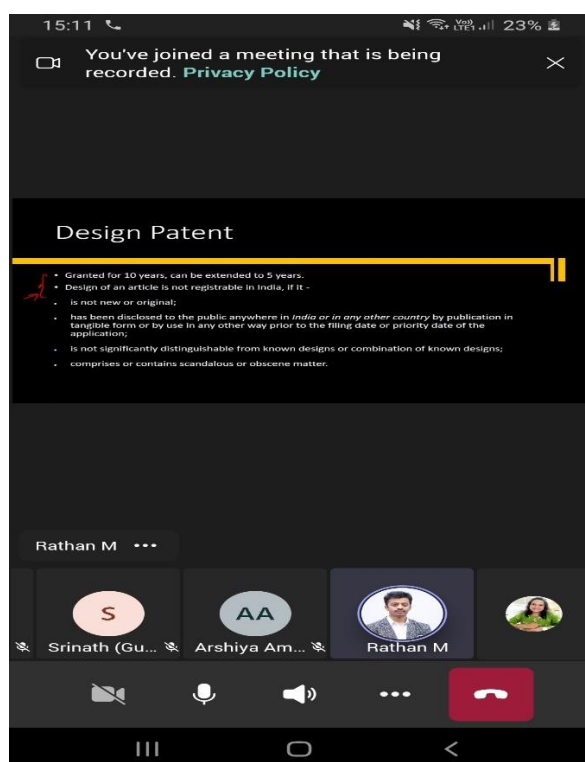 15:11 Vo)) LTE1 23%
You've joined a meeting that is being
recorded. Privacy Policy
Design Patent
• Granted for 10 years, can be extended to 5 years.
• Design of an article is not registrable in India, if it -
• is not new or original;
• has been disclosed to the public anywhere in India or in any other country by publication in
tangible form or by use in any other way prior to the filing date or priority date of the
application;
• is not significantly distinguishable from known designs or combination of known designs;
• comprises or contains scandalous or obscene matter.
Rathan M •••
S AA
Srinath (Gu... Arshiya Am... Rathan M